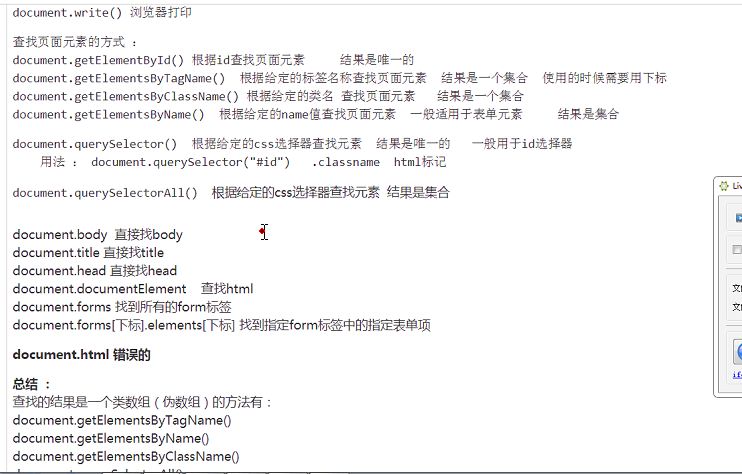 document.write() 浏览器打印
查找页面元素的方式 ：
document.getElementById() 根据id查找页面元素 结果是唯一的
document.getElementsByTagName() 根据给定的标签名称查找页面元素 结果是一个集合 使用的时候需要用下标
document.getElementsByClassName() 根据给定的类名 查找页面元素 结果是一个集合
document.getElementsByName() 根据给定的name值查找页面元素 一般适用于表单元素 结果是集合
document.querySelector() 根据给定的css选择器查找元素 结果是唯一的 一般用于id选择器
用法 ： document.querySelector("#id") .classname html标记
document.querySelectorAll() 根据给定的css选择器查找元素 结果是集合
document.body 直接找body
document.title 直接找title
document.head 直接找head
document.documentElement 查找html
document.forms 找到所有的form标签
document.forms[下标].elements[下标] 找到指定form标签中的指定表单项
document.html 错误的
总结 ：
查找的结果是一个类数组（伪数组）的方法有：
document.getElementsByTagName()
document.getElementsByName()
document.getElementsByClassName()
Liv
文
文